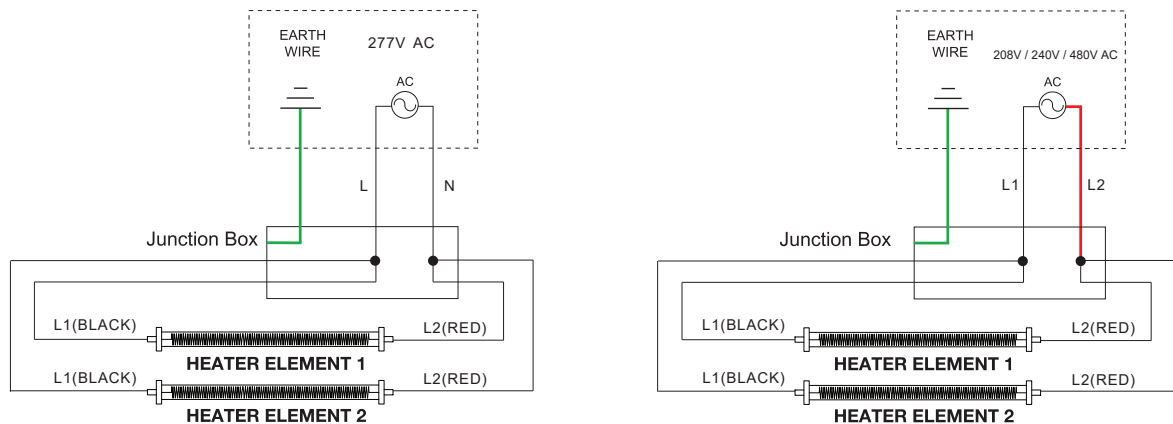 EARTH
WIRE
277V AC
AC
L
N
Junction Box
L1(BLACK)
L2(RED)
HEATER ELEMENT 1
L1(BLACK)
L2(RED)
HEATER ELEMENT 2
EARTH
WIRE
208V / 240V / 480V AC
AC
L1
L2
Junction Box
L1(BLACK)
L2(RED)
HEATER ELEMENT 1
L1(BLACK)
L2(RED)
HEATER ELEMENT 2